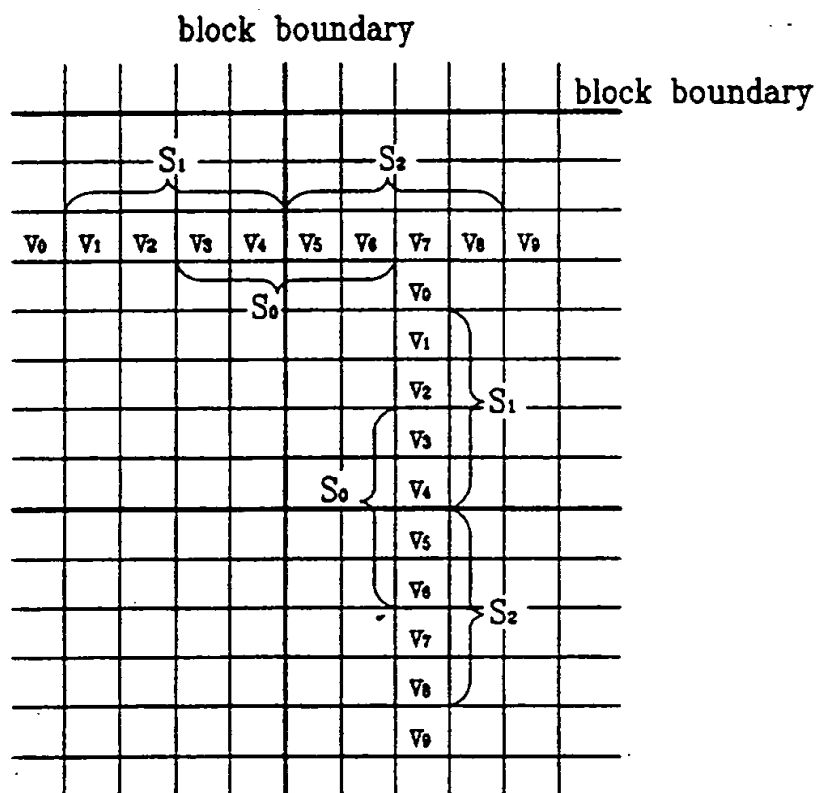 block boundary
block boundary
S₁ S₂
V₀ V₁ V₂ V₃ V₄ V₅ V₆ V₇ V₈ V₉
S₀ V₀
V₁
V₂
S₁
V₃
S₀ V₄
V₅
V₆
S₂
V₇
V₈
V₉